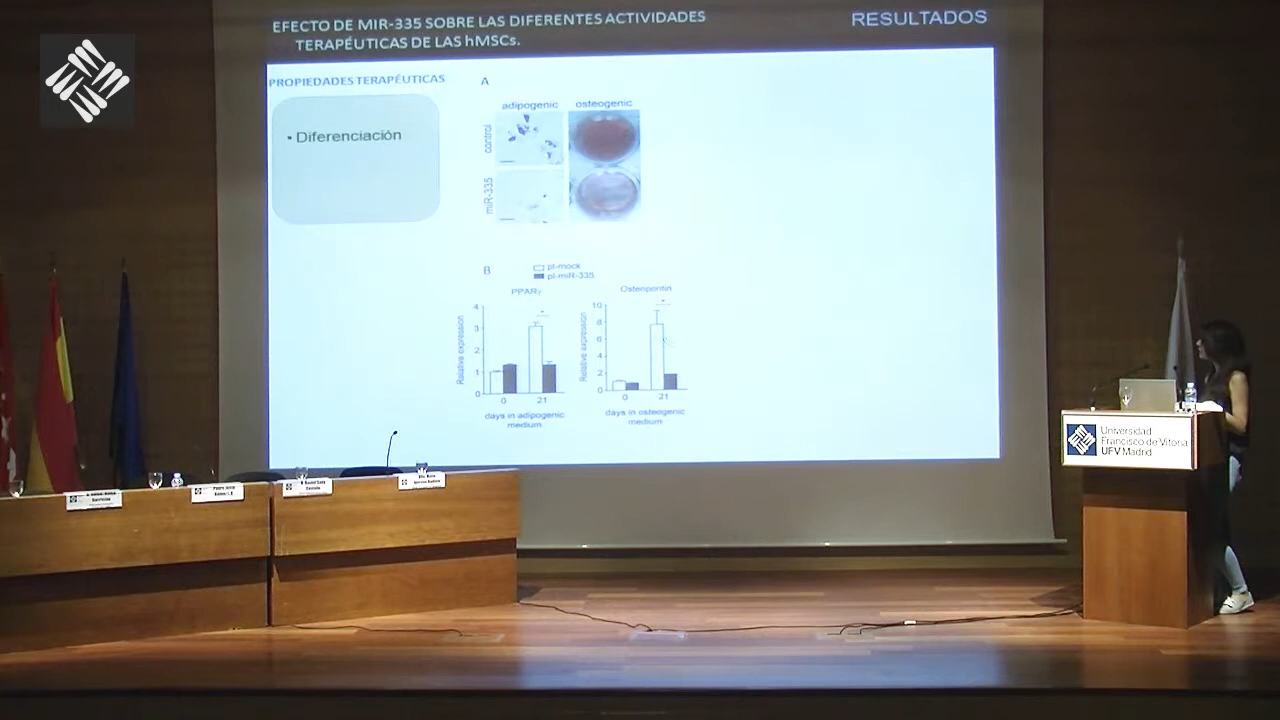 EFECTO DE MIR-335 SOBRE LAS DIFERENTES ACTIVIDADES
TERAPÉUTICAS DE LAS hMSCs.
RESULTADOS
PROPIEDADES TERAPÉUTICAS
• Diferenciación
A
adipogenic osteogenic
control
miR-335
B
pl-mock
pl-miR-335
PPARγ
Relative expression
4
3
2
1
0
*
0 21
days in adipogenic
medium
Osteopontin
Relative expression
10
8
6
4
2
0
*
0 21
days in osteogenic
medium
Universidad
Francisco de Vitoria
UFV Madrid